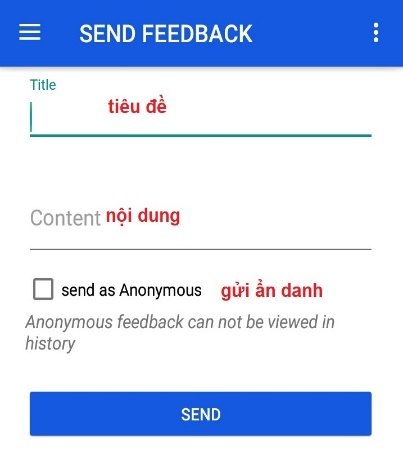 SEND FEEDBACK
Title
tiêu đề
Content nội dung
send as Anonymous gửi ẩn danh
Anonymous feedback can not be viewed in
history
SEND